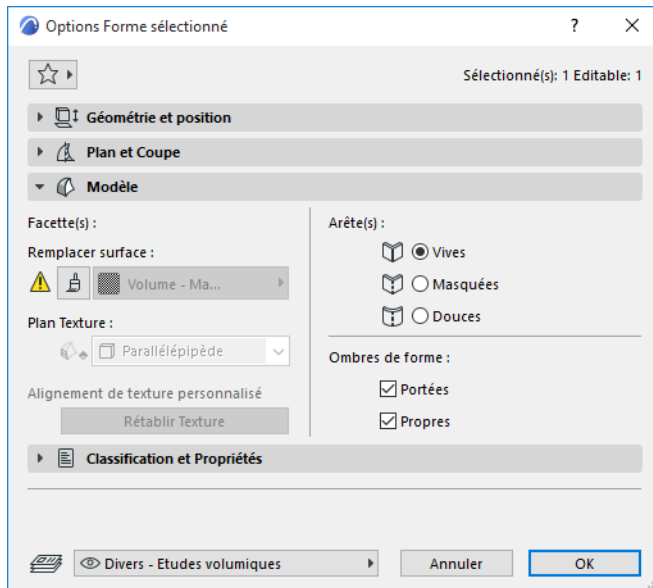 Options Forme sélectionné
?
Sélectionné(s): 1 Editable: 1
Géométrie et position
Plan et Coupe
Modèle
Facette(s) :
Remplacer surface :
Volume - Ma...
Plan Texture :
Parallélépipède
Alignement de texture personnalisé
Rétablir Texture
Arête(s) :
Vives
Masquées
Douces
Ombres de forme :
Portées
Propres
Classification et Propriétés
Divers - Etudes volumiques
Annuler
OK